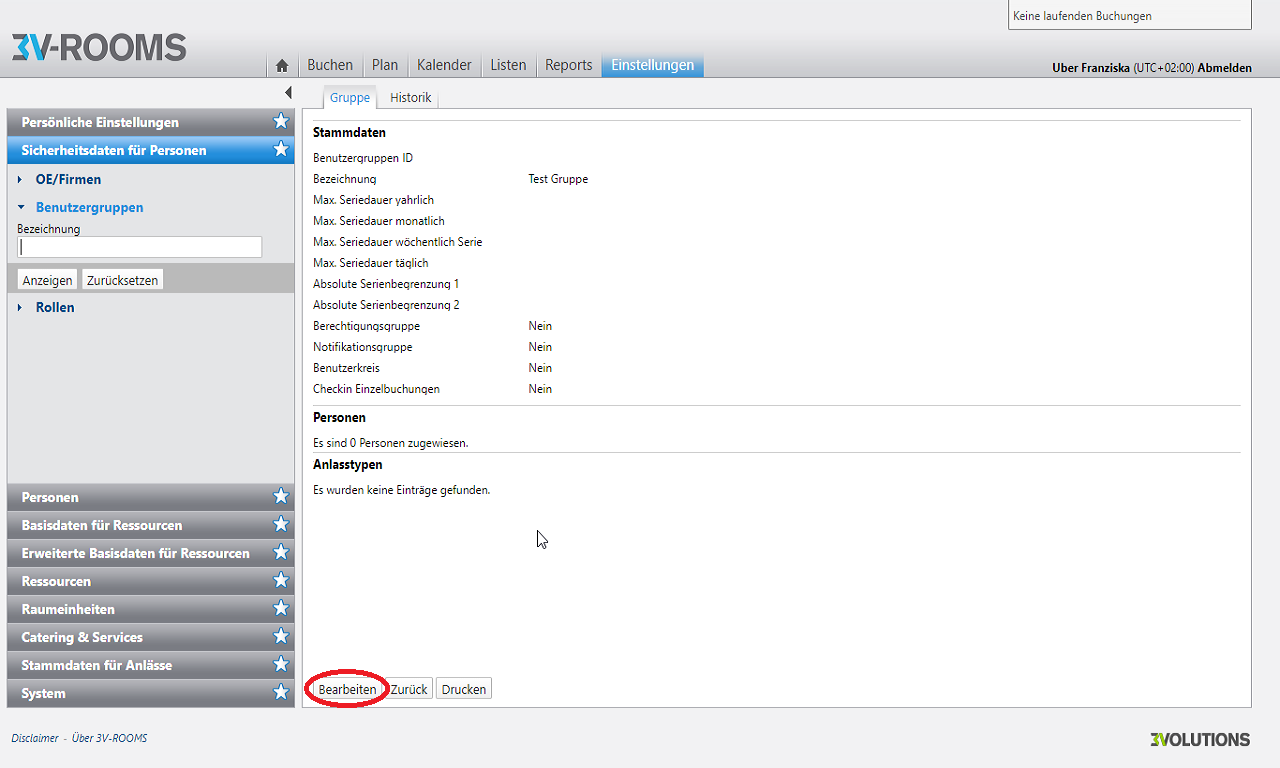 Keine laufenden Buchungen
3V-ROOMS
Buchen Plan Kalender Listen Reports Einstellungen
Uber Franziska (UTC+02:00) Abmelden
Gruppe Historik
Persönliche Einstellungen
Sicherheitsdaten für Personen
OE/Firmen
Benutzergruppen
Bezeichnung
Anzeigen Zurücksetzen
Rollen
Personen
Basisdaten für Ressourcen
Erweiterte Basisdaten für Ressourcen
Ressourcen
Raumeinheiten
Catering & Services
Stammdaten für Anlässe
System
Stammdaten
Benutzergruppen ID
Bezeichnung Test Gruppe
Max. Seriedauer yahrlich
Max. Seriedauer monatlich
Max. Seriedauer wöchentlich Serie
Max. Seriedauer täglich
Absolute Serienbegrenzung 1
Absolute Serienbegrenzung 2
Berechtigungsgruppe Nein
Notifikationsgruppe Nein
Benutzerkreis Nein
Checkin Einzelbuchungen Nein
Personen
Es sind 0 Personen zugewiesen.
Anlasstypen
Es wurden keine Einträge gefunden.
Bearbeiten Zurück Drucken
Disclaimer - Über 3V-ROOMS
3VOLUTIONS